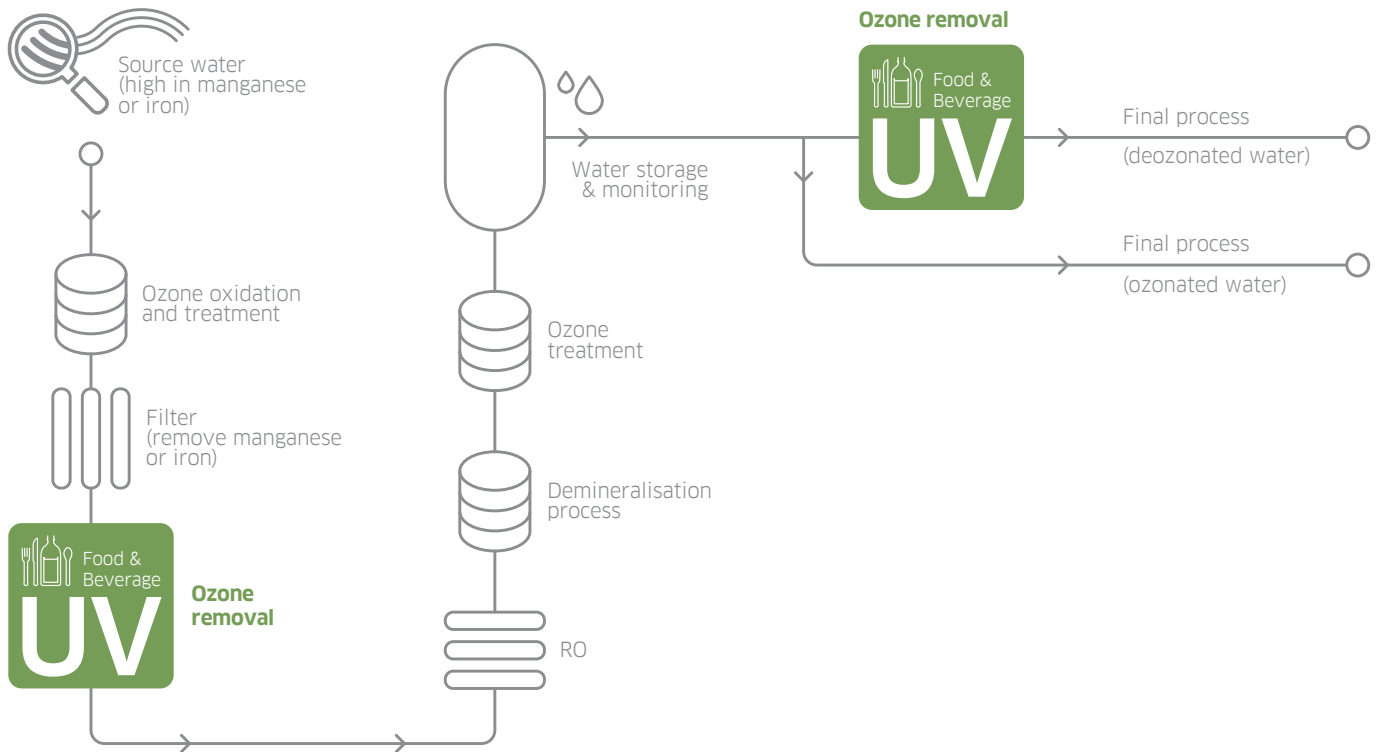 Source water
(high in manganese
or iron)
Ozone oxidation
and treatment
Filter
(remove manganese
or iron)
Food &
Beverage
UV
Ozone
removal
RO
Demineralisation
process
Ozone
treatment
Water storage
& monitoring
Ozone removal
Food &
Beverage
UV
Final process
(deozonated water)
Final process
(ozonated water)